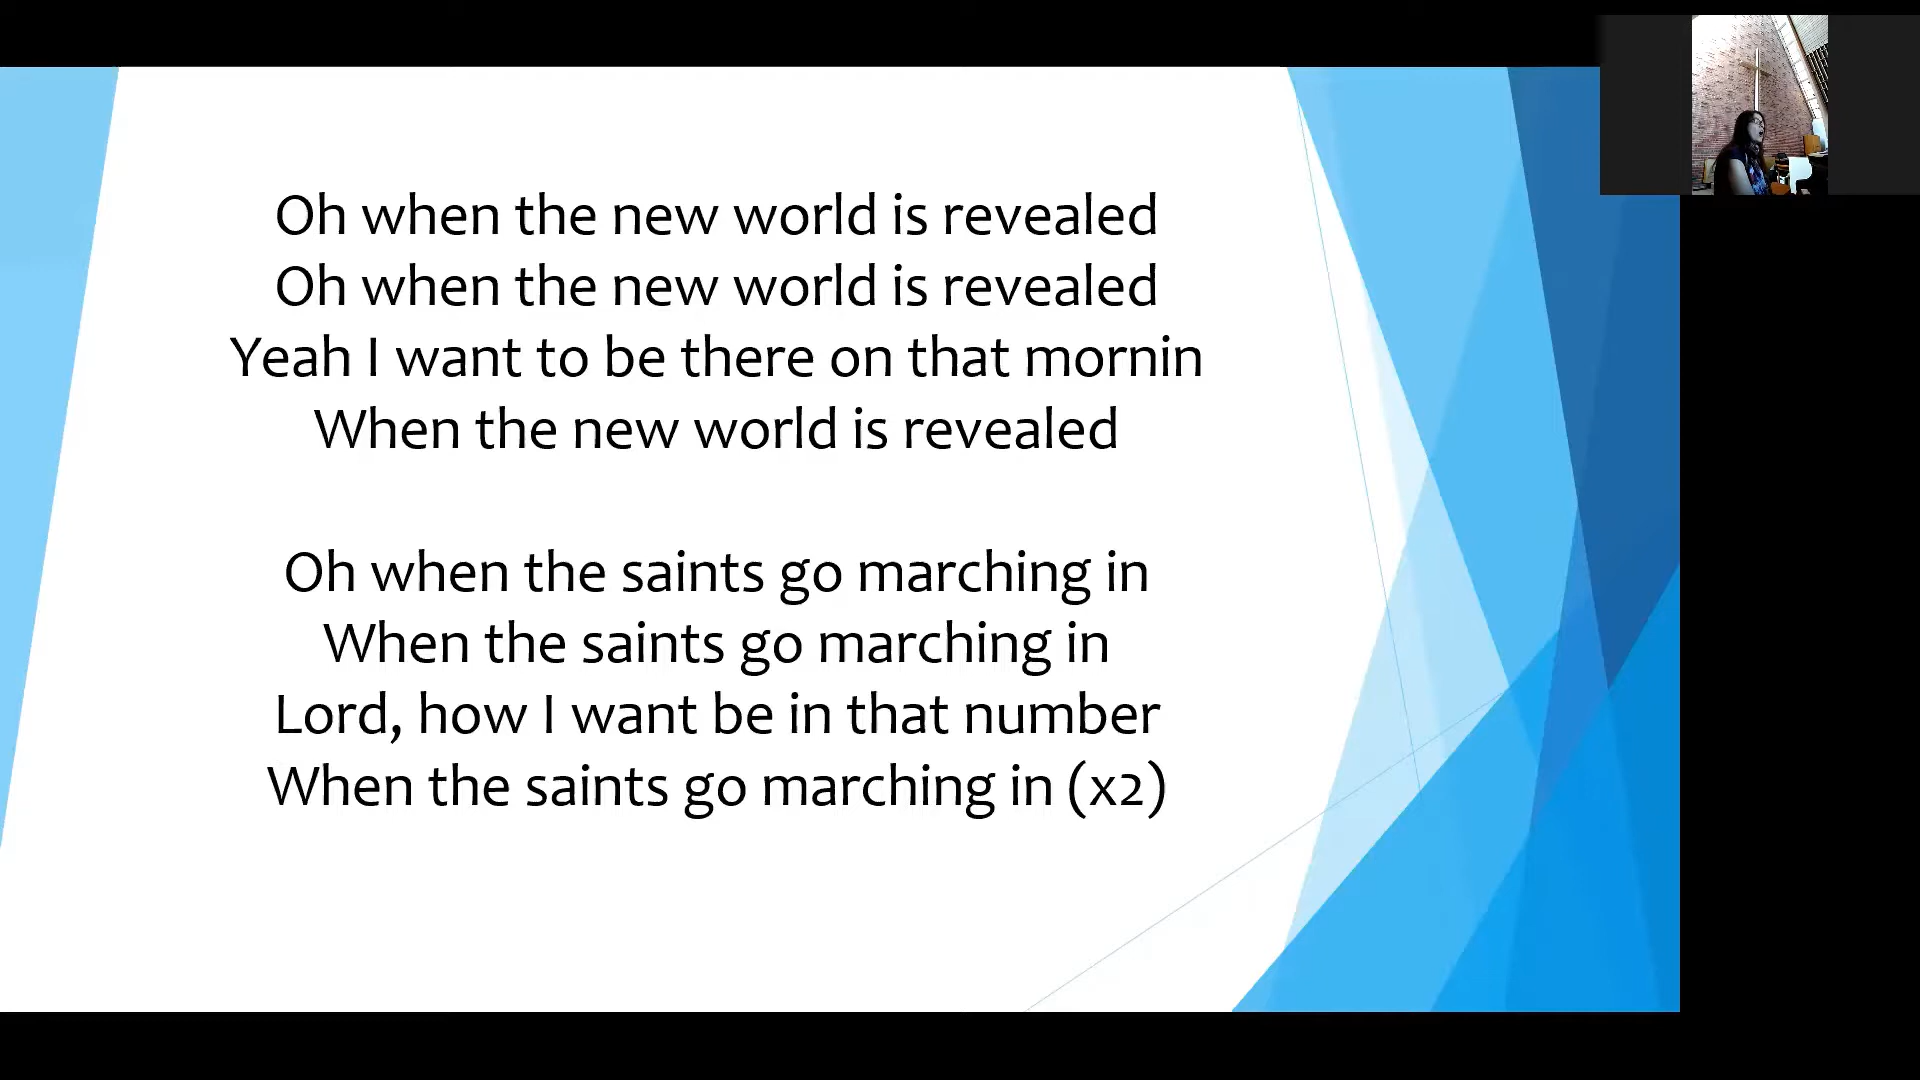 Oh when the new world is revealed
Oh when the new world is revealed
Yeah I want to be there on that mornin
When the new world is revealed
Oh when the saints go marching in
When the saints go marching in
Lord, how I want be in that number
When the saints go marching in (x2)